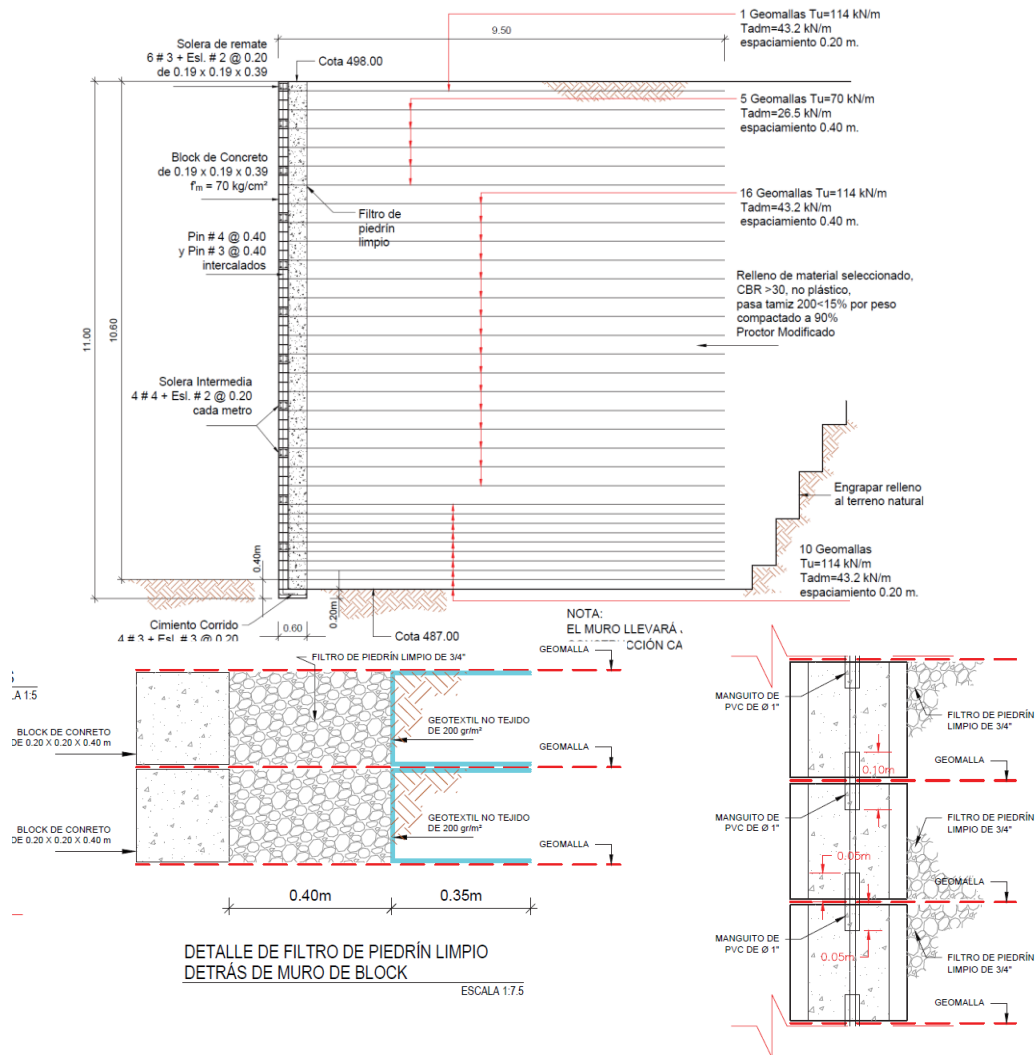 1 Geomallas Tu=114 kN/m
Tadm=43.2 kN/m
espaciamiento 0.20 m.
9.50
Solera de remate
6 # 3 + Esl. # 2 @ 0.20
de 0.19 x 0.19 x 0.39
Cota 498.00
5 Geomallas Tu=70 kN/m
Tadm=26.5 kN/m
espaciamiento 0.40 m.
Block de Concreto
de 0.19 x 0.19 x 0.39
f'm = 70 kg/cm²
16 Geomallas Tu=114 kN/m
Tadm=43.2 kN/m
espaciamiento 0.40 m.
Filtro de
piedrín
limpio
Pin # 4 @ 0.40
y Pin # 3 @ 0.40
intercalados
Relleno de material seleccionado,
CBR >30, no plástico,
pasa tamiz 200<15% por peso
compactado a 90%
Proctor Modificado
11.00
10.60
Solera Intermedia
4 # 4 + Esl. # 2 @ 0.20
cada metro
Engrapar relleno
al terreno natural
10 Geomallas
Tu=114 kN/m
Tadm=43.2 kN/m
espaciamiento 0.20 m.
0.40m
0.20m
Cimiento Corrido
4 # 3 + Esl. # 3 @ 0.20
0.60
Cota 487.00
NOTA:
EL MURO LLEVARÁ
CCIÓN CA
LA 1:5
FILTRO DE PIEDRÍN LIMPIO DE 3/4"
GEOMALLA
BLOCK DE CONRETO
DE 0.20 X 0.20 X 0.40 m
GEOTEXTIL NO TEJIDO
DE 200 gr/m²
GEOMALLA
BLOCK DE CONRETO
DE 0.20 X 0.20 X 0.40 m
GEOTEXTIL NO TEJIDO
DE 200 gr/m²
GEOMALLA
0.40m
0.35m
DETALLE DE FILTRO DE PIEDRÍN LIMPIO
DETRÁS DE MURO DE BLOCK
ESCALA 1:7.5
GEOMALLA
MANGUITO DE
PVC DE Ø 1"
FILTRO DE PIEDRÍN
LIMPIO DE 3/4"
0.10m
GEOMALLA
MANGUITO DE
PVC DE Ø 1"
FILTRO DE PIEDRÍN
LIMPIO DE 3/4"
0.05m
GEOMALLA
MANGUITO DE
PVC DE Ø 1"
0.05m
FILTRO DE PIEDRÍN
LIMPIO DE 3/4"
GEOMALLA